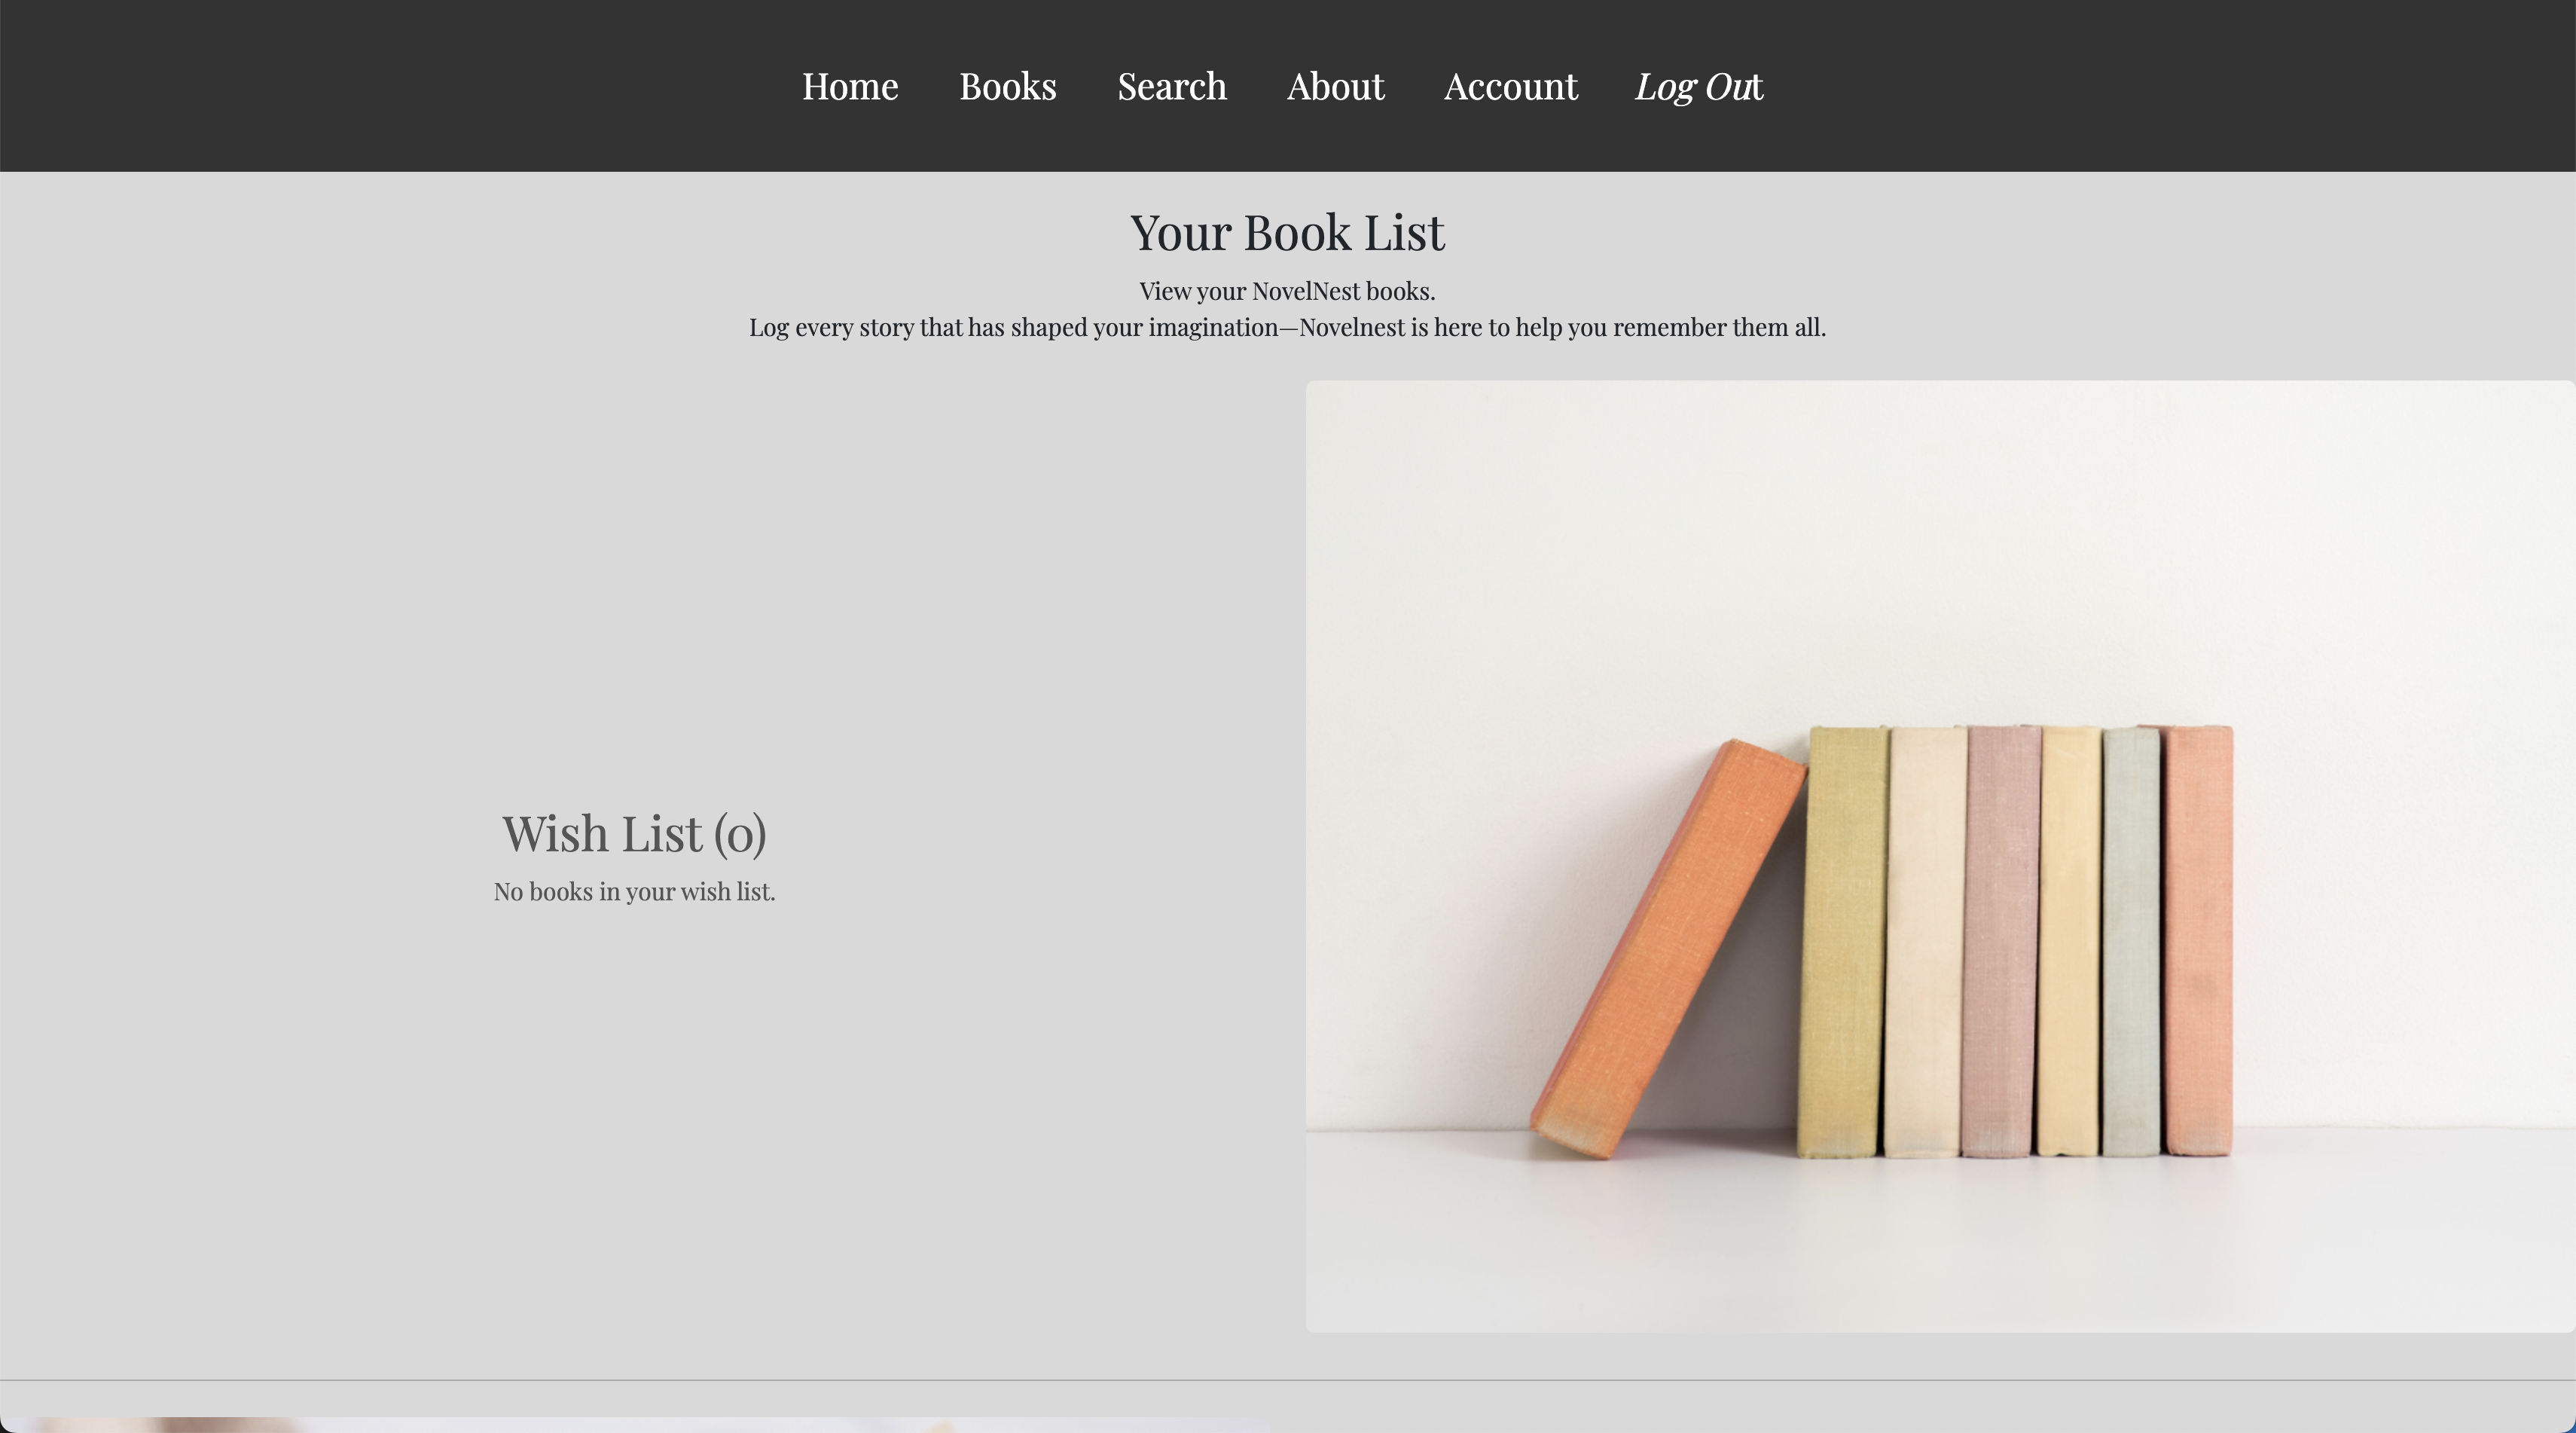 Home Books Search About Account Log Out
Your Book List
View your NovelNest books.
Log every story that has shaped your imagination—Novelnest is here to help you remember them all.
Wish List (0)
No books in your wish list.